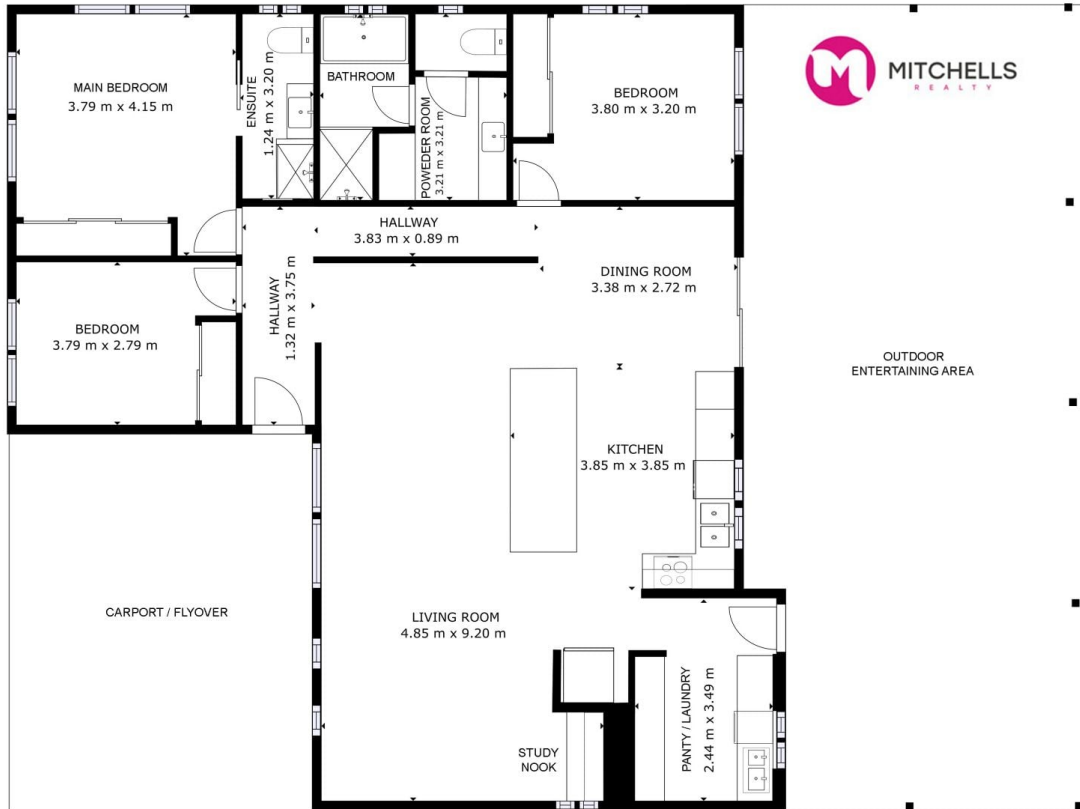 MITCHELLS
REALTY
MAIN BEDROOM
3.79 m x 4.15 m
ENSUITE
1.24 m x 3.20 m
BATHROOM
POWEDER ROOM
3.21 m x 3.21 m
BEDROOM
3.80 m x 3.20 m
HALLWAY
3.83 m x 0.89 m
DINING ROOM
3.38 m x 2.72 m
BEDROOM
3.79 m x 2.79 m
HALLWAY
1.32 m x 3.75 m
OUTDOOR
ENTERTAINING AREA
KITCHEN
3.85 m x 3.85 m
CARPORT / FLYOVER
LIVING ROOM
4.85 m x 9.20 m
PANTY / LAUNDRY
2.44 m x 3.49 m
STUDY
NOOK